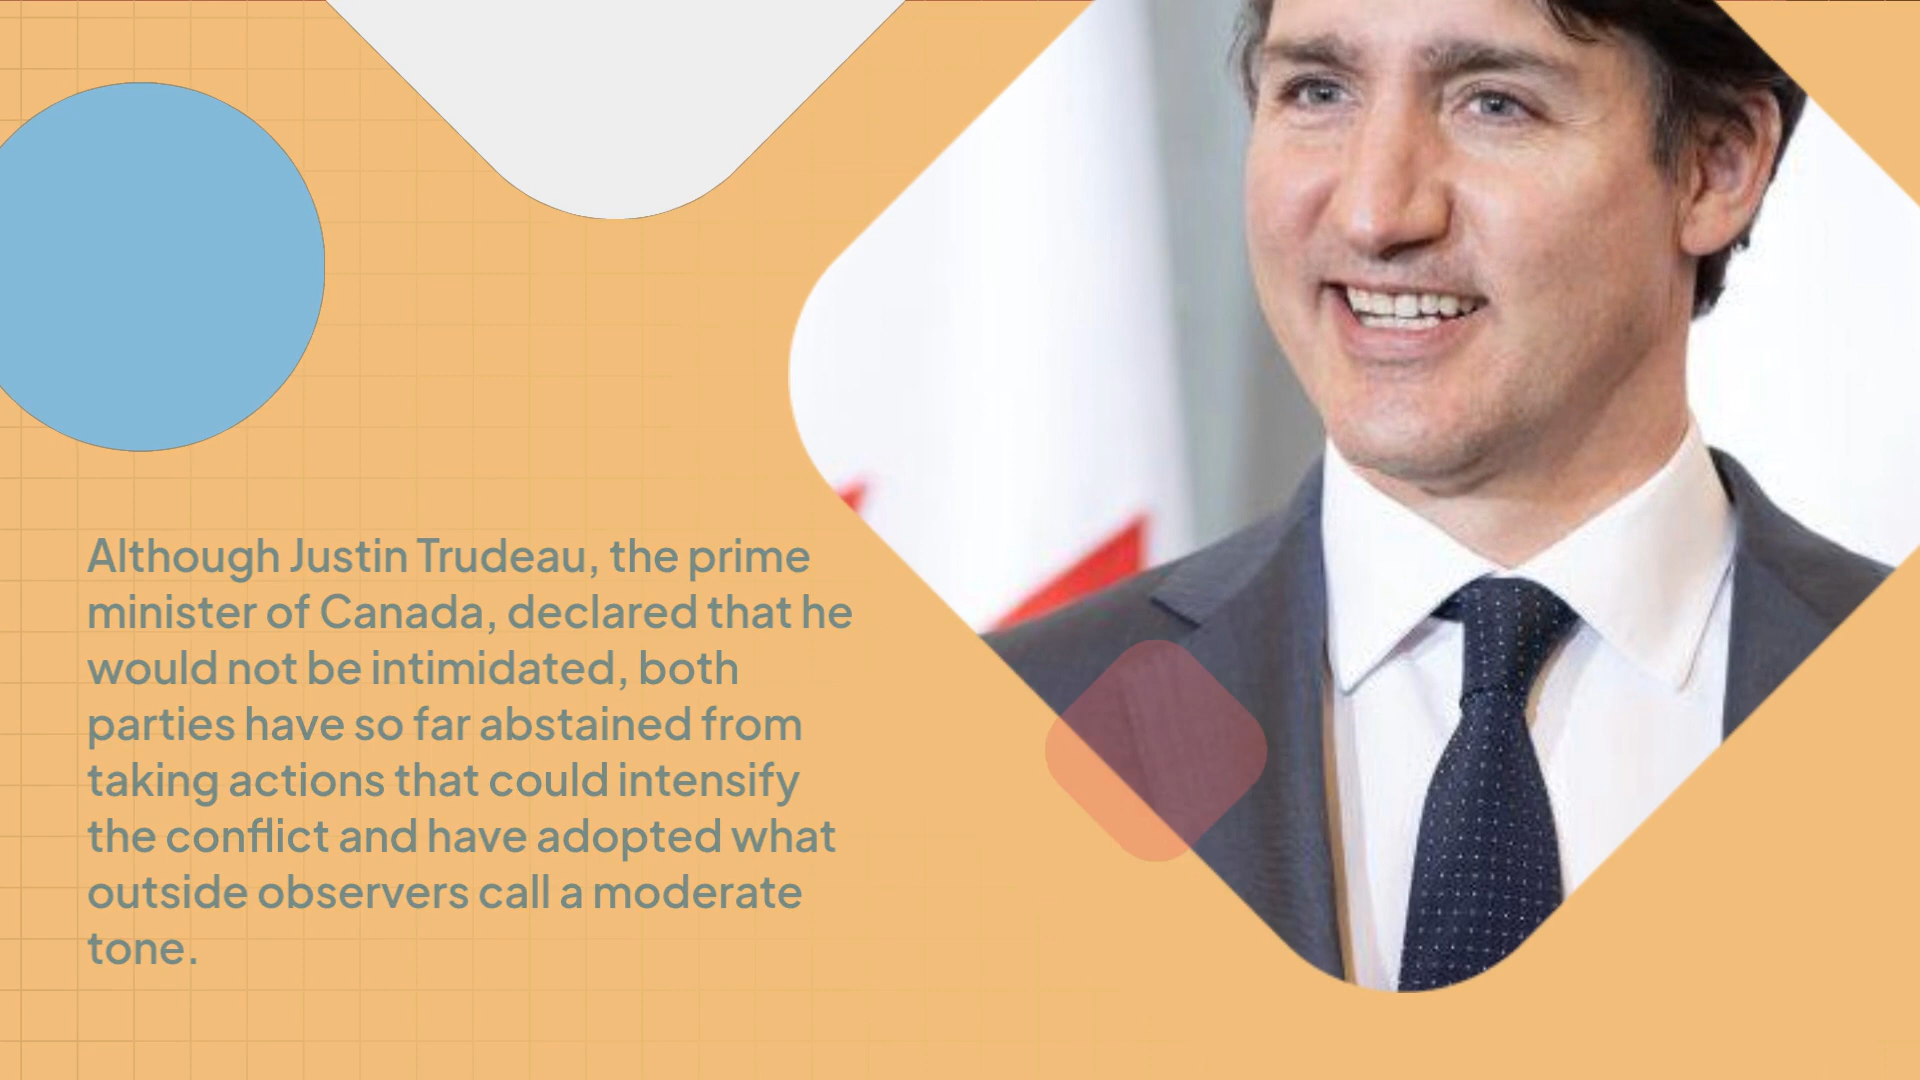 Although Justin Trudeau, the prime
minister of Canada, declared that he
would not be intimidated, both
parties have so far abstained from
taking actions that could intensify
the conflict and have adopted what
outside observers call a moderate
tone.